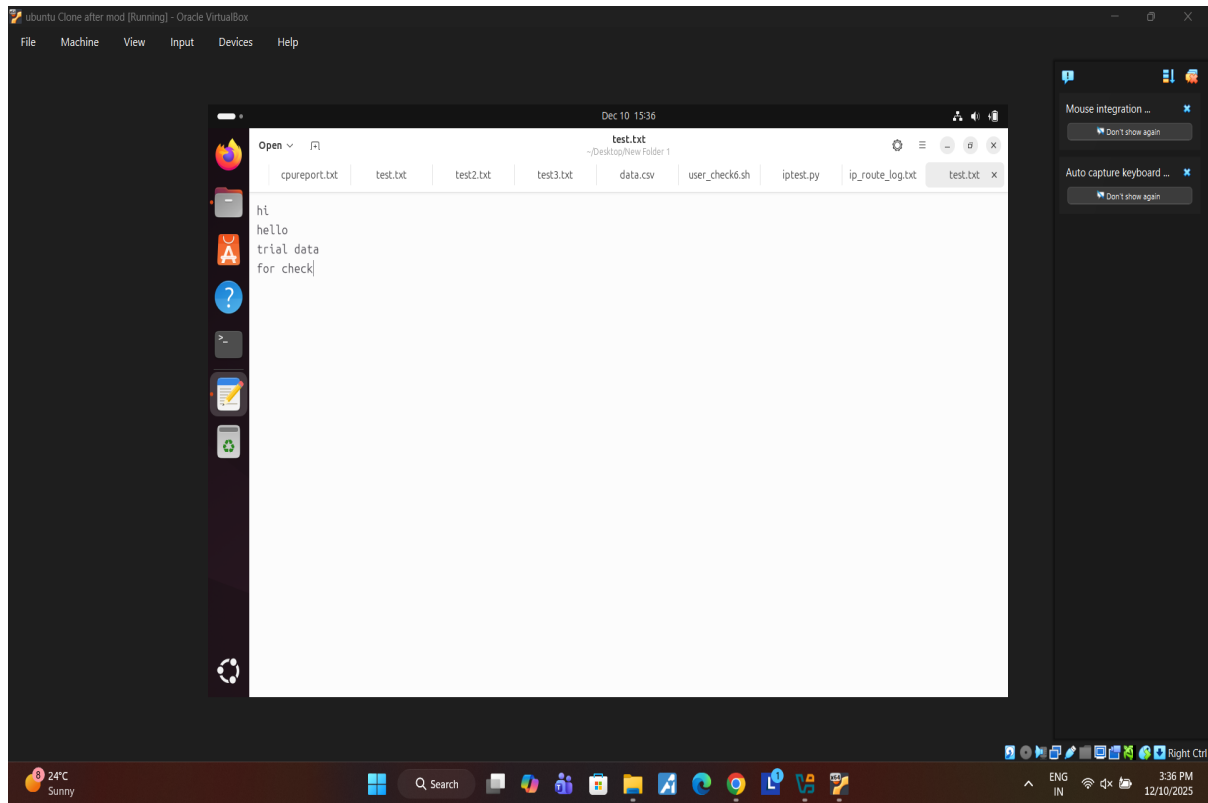 ubuntu Clone after mod [Running] - Oracle VirtualBox
File Machine View Input Devices Help
Mouse integration ...
Don't show again
Auto capture keyboard ...
Don't show again
Dec 10 15:36
Open
test.txt
~/Desktop/New Folder 1
cpureport.txt test.txt test2.txt test3.txt data.csv user_check6.sh iptest.py ip_route_log.txt test.txt
hi
hello
trial data
for check
Right Ctrl
8
24°C
Sunny
Search
1
ENG
IN
3:36 PM
12/10/2025